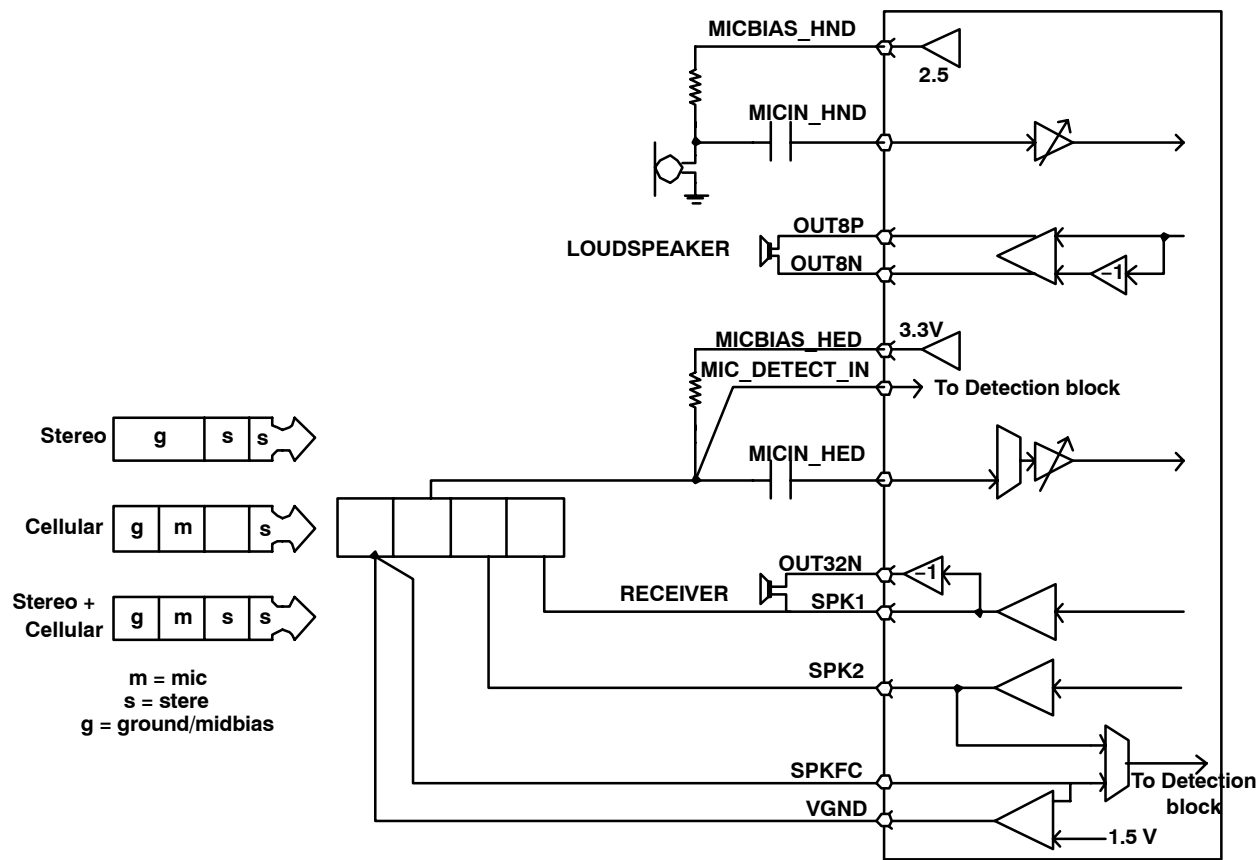 MICBIAS_HND
2.5
MICIN_HND
OUT8P
LOUDSPEAKER
OUT8N
−1
MICBIAS_HED
3.3V
MIC_DETECT_IN
To Detection block
Stereo
g s s
MICIN_HED
Cellular
g m s
OUT32N
−1
RECEIVER
SPK1
Stereo +
Cellular
g m s s
m = mic
s = stere
g = ground/midbias
SPK2
SPKFC
To Detection
block
VGND
1.5 V